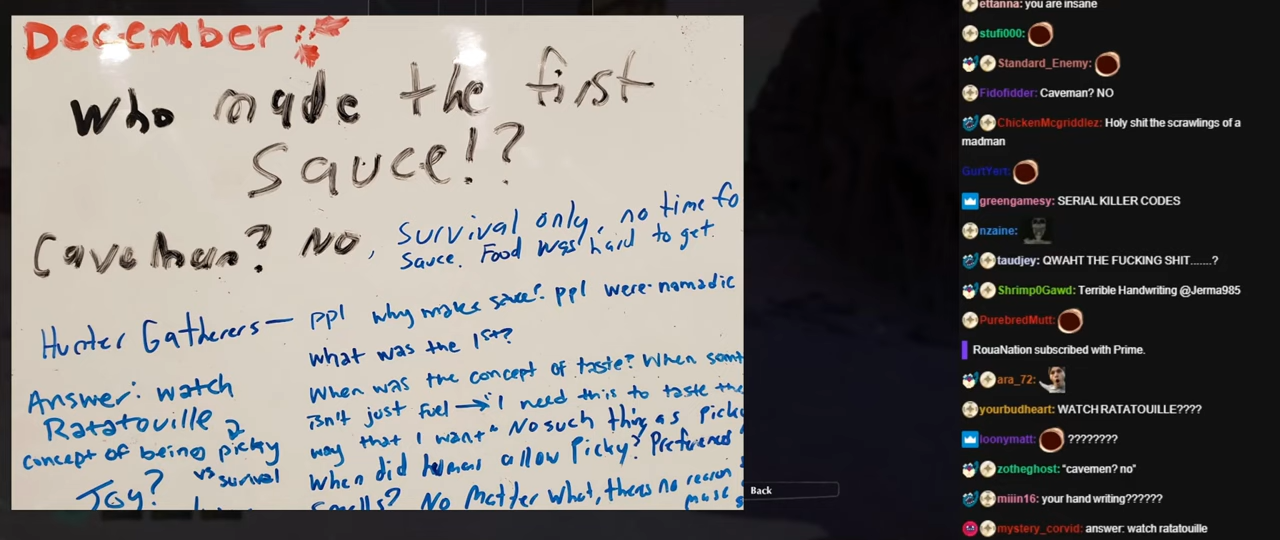 December:
Who made the first
Sauce!?
Caveman? NO, Survival only, no time fo
sauce. Food was hard to get.
Hunter Gatherers— ppl why makes sauce? ppl were nomadic
what was the 1st?
When was the concept of taste? When somt
isn't just fuel → "I need this to taste the
way that I want" No such thing as Picky
When did humans allow Picky? Preferences
Smells? No Matter What, theres no reason
Answer: watch
Ratatouille 2
concept of being picky
vs survival
Joy?
Back
ettanna: you are insane
stufi000:
Standard_Enemy:
Fidofidder: Caveman? NO
ChickenMcgriddlez: Holy shit the scrawlings of a
madman
GurtYert:
greengamesy: SERIAL KILLER CODES
nzaine:
taudjey: QWAHT THE FUCKING SHIT.......?
Shrimp0Gawd: Terrible Handwriting @Jerma985
PurebredMutt:
RouaNation subscribed with Prime.
ara_72:
yourbudheart: WATCH RATATOUILLE????
loonymatt: ????????
zotheghost: "cavemen? no"
miiin16: your hand writing??????
mystery_corvid: answer: watch ratatouille